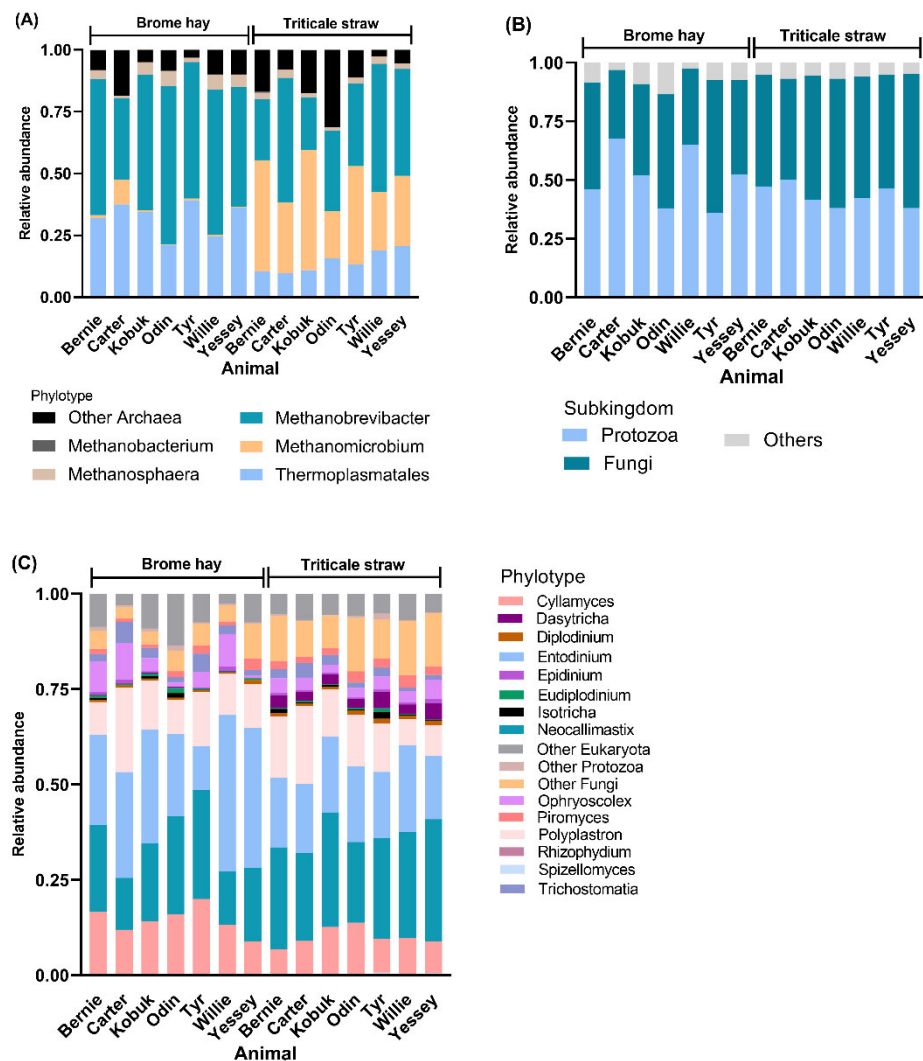 (A)
Brome hay Triticale straw
Relative abundance
1.00
0.75
0.50
0.25
0.00
Bernie Carter Kobuk Odin Tyr Willie Yessey Bernie Carter Kobuk Odin Tyr Willie Yessey
Animal
Phylotype
Other Archaea Methanobrevibacter
Methanobacterium Methanomicrobium
Methanosphaera Thermoplasmatales
(B)
Brome hay Triticale straw
Relative abundance
1.00
0.75
0.50
0.25
0.00
Bernie Carter Kobuk Odin Willie Tyr Yessey Bernie Carter Kobuk Odin Willie Tyr Yessey
Animal
Subkingdom
Protozoa Others
Fungi
(C)
Brome hay Triticale straw
Relative abundance
1.00
0.75
0.50
0.25
0.00
Bernie Carter Kobuk Odin Tyr Willie Yessey Bernie Carter Kobuk Odin Tyr Willie Yessey
Animal
Phylotype
Cyllamyces
Dasytricha
Diplodinium
Entodinium
Epidinium
Eudiplodinium
Isotricha
Neocallimastix
Other Eukaryota
Other Protozoa
Other Fungi
Ophryoscolex
Piromyces
Polyplastron
Rhizophydium
Spizellomyces
Trichostomatia